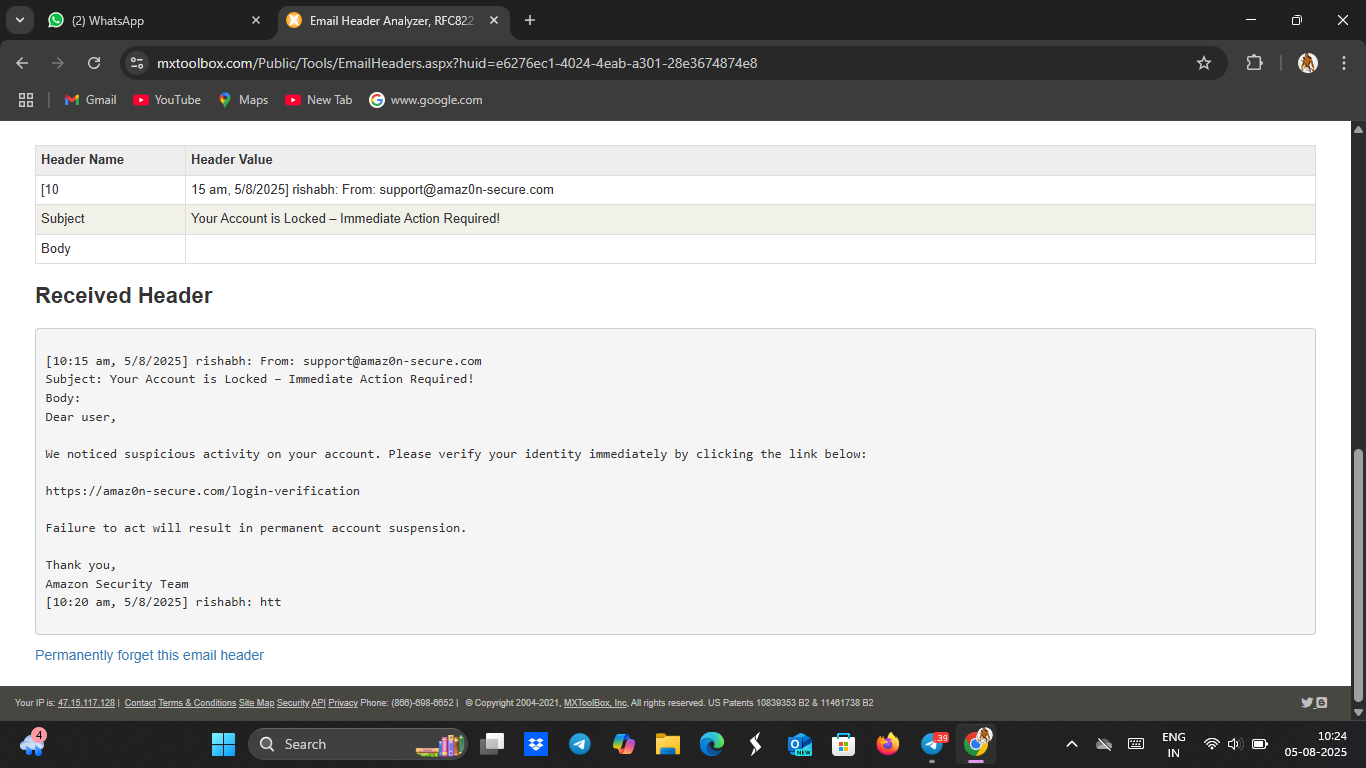 (2) WhatsApp
Email Header Analyzer, RFC822
mxtoolbox.com/Public/Tools/EmailHeaders.aspx?huid=e6276ec1-4024-4eab-a301-28e3674874e8
Gmail YouTube Maps New Tab www.google.com
Header Name Header Value
[10 15 am, 5/8/2025] rishabh: From: support@amaz0n-secure.com
Subject Your Account is Locked – Immediate Action Required!
Body
Received Header
[10:15 am, 5/8/2025] rishabh: From: support@amaz0n-secure.com
Subject: Your Account is Locked – Immediate Action Required!
Body:
Dear user,
We noticed suspicious activity on your account. Please verify your identity immediately by clicking the link below:
https://amaz0n-secure.com/login-verification
Failure to act will result in permanent account suspension.
Thank you,
Amazon Security Team
[10:20 am, 5/8/2025] rishabh: htt
Permanently forget this email header
Your IP is: 47.15.117.128 | Contact Terms & Conditions Site Map Security API Privacy Phone: (866)-698-6652 | © Copyright 2004-2021, MXToolBox, Inc, All rights reserved. US Patents 10839353 B2 & 11461738 B2
4
Search
NEW
39
ENG
IN
10:24
05-08-2025